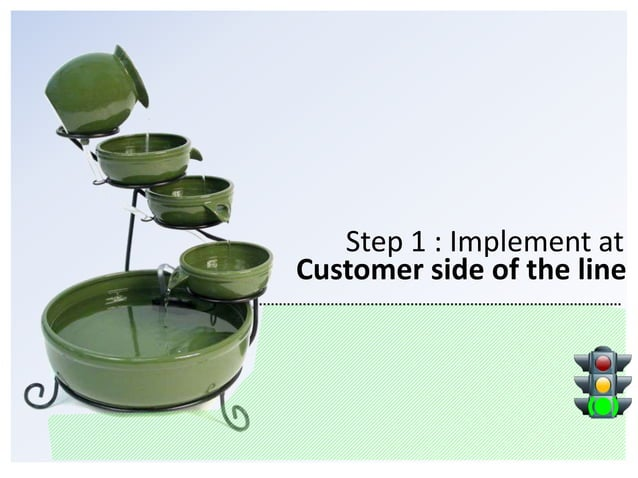 Step 1 : Implement at
Customer side of the line